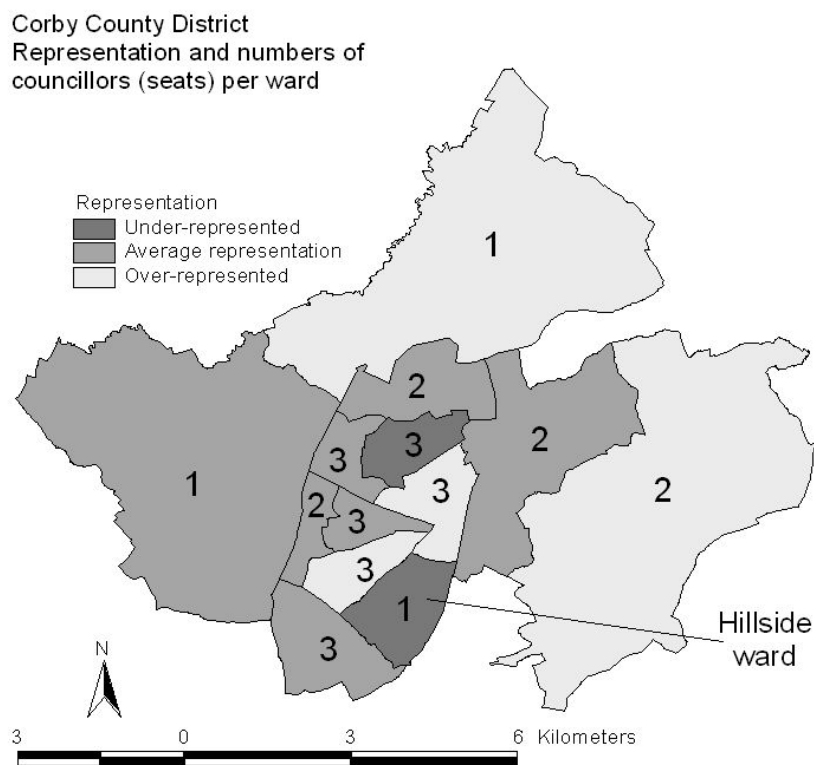 Corby County District
Representation and numbers of
councillors (seats) per ward
Representation
Under-represented
Average representation
Over-represented
1
2
3
3
2
1
3
2
2
3
3
1
3
Hillside
ward
N
3 0 3 6 Kilometers